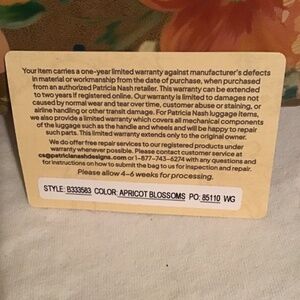 Your item carries a one-year limited warranty against manufacturer's defects
in material or workmanship from the date of purchase, when purchased
from an authorized Patricia Nash retailer. This warranty can be extended
to two years if registered online. Our warranty is limited to damages not
caused by normal wear and tear over time, customer abuse or staining, or
airline handling or other transit damage. For Patricia Nash luggage items,
we also provide a limited warranty which covers all mechanical components
of the luggage such as the handle and wheels and will be happy to repair
such parts. This limited warranty extends only to the original owner.
We do offer free repair services to our registered products under
warranty whenever possible. Please contact customer service at
cs@patricianashdesigns.com or 1-877-743-6274 with any questions and
for instructions on how to submit the bag to us for inspection and repair.
Please allow 4-6 weeks for processing.
STYLE: B333583 COLOR: APRICOT BLOSSOMS PO: 85110 WG